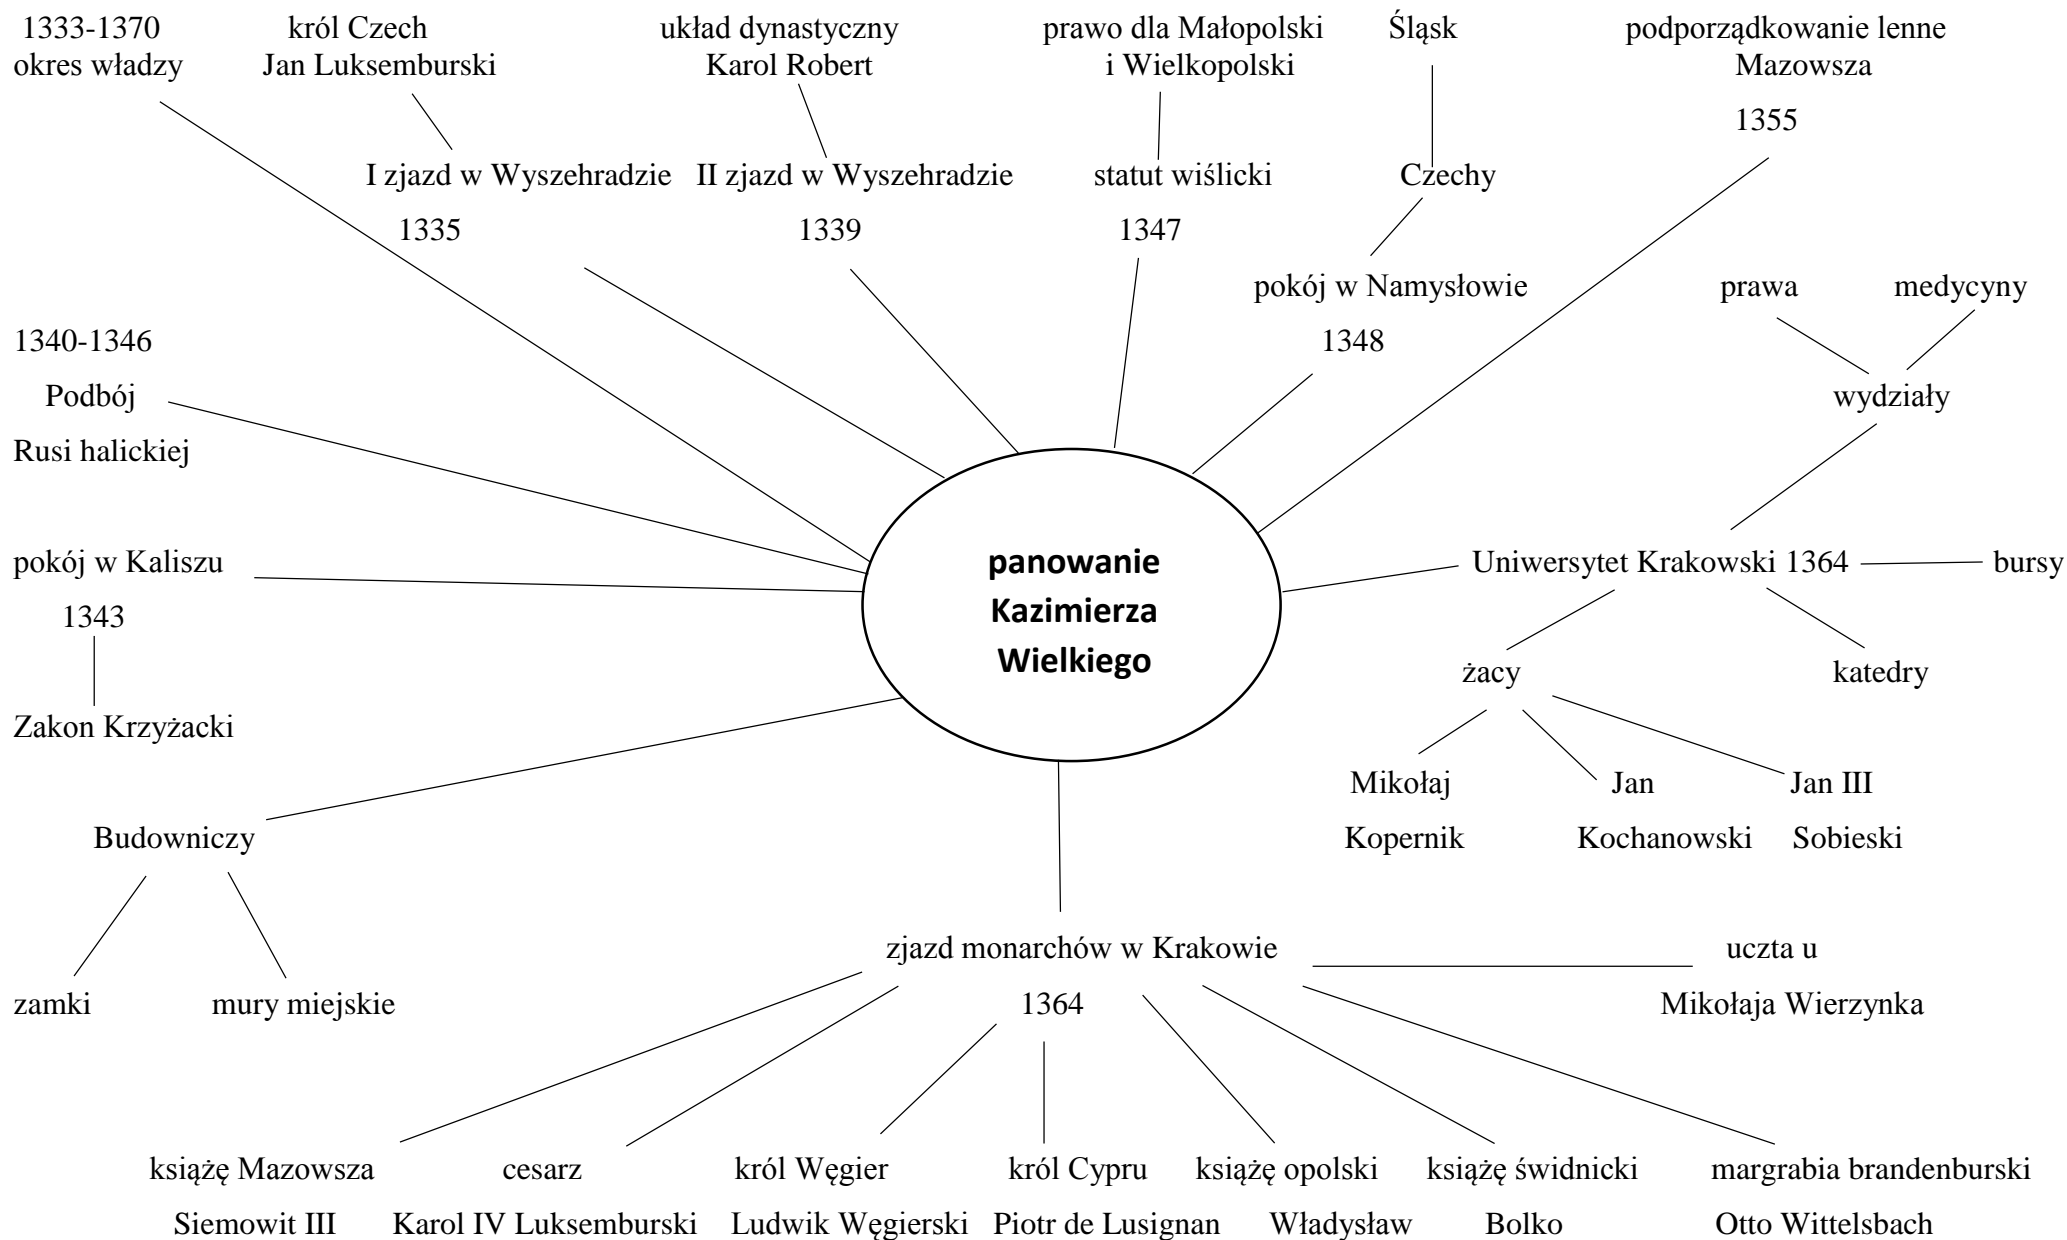 1333-1370
okres władzy
król Czech
Jan Luksemburski
układ dynastyczny
Karol Robert
prawo dla Małopolski
i Wielkopolski
Śląsk
podporządkowanie lenne
Mazowsza
1355
I zjazd w Wyszehradzie
1335
II zjazd w Wyszehradzie
1339
statut wiślicki
1347
Czechy
pokój w Namysłowie
1348
prawa
medycyny
wydziały
1340-1346
Podbój
Rusi halickiej
pokój w Kaliszu
1343
Zakon Krzyżacki
panowanie
Kazimierza
Wielkiego
Uniwersytet Krakowski 1364
bursy
żacy
katedry
Mikołaj
Kopernik
Jan
Kochanowski
Jan III
Sobieski
Budowniczy
zamki
mury miejskie
zjazd monarchów w Krakowie
1364
uczta u
Mikołaja Wierzynka
książę Mazowsza
Siemowit III
cesarz
Karol IV Luksemburski
król Węgier
Ludwik Węgierski
król Cypru
Piotr de Lusignan
książę opolski
Władysław
książę świdnicki
Bolko
margrabia brandenburski
Otto Wittelsbach